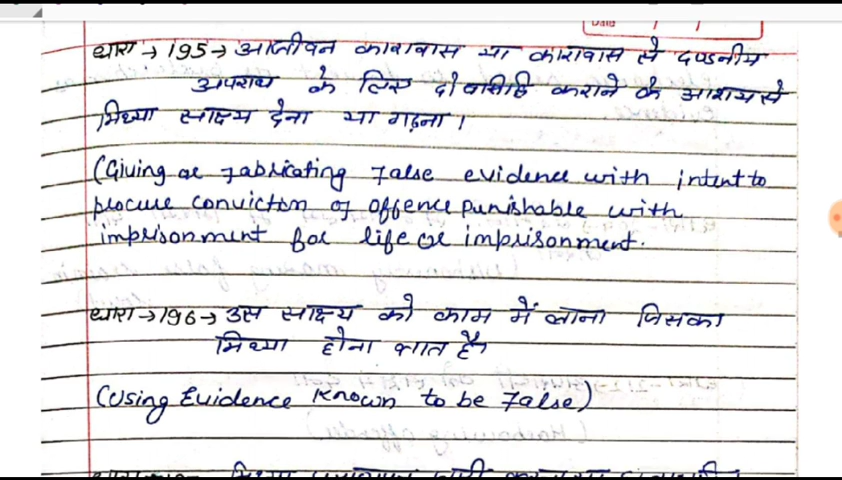 Date
धारा → 195 → आजीवन कारावास या कारावास से दण्डनीय
अपराध के लिए दोषसिद्धि कराने के आशय से
मिथ्या साक्ष्य देना या गढ़ना।
(Giving or Fabricating False evidence with intent to
procure conviction of offence punishable with
imprisonment for life or imprisonment.
धारा → 196 → उस साक्ष्य को काम में लाना जिसका
मिथ्या होना ज्ञात है
(Using Evidence Known to be False)